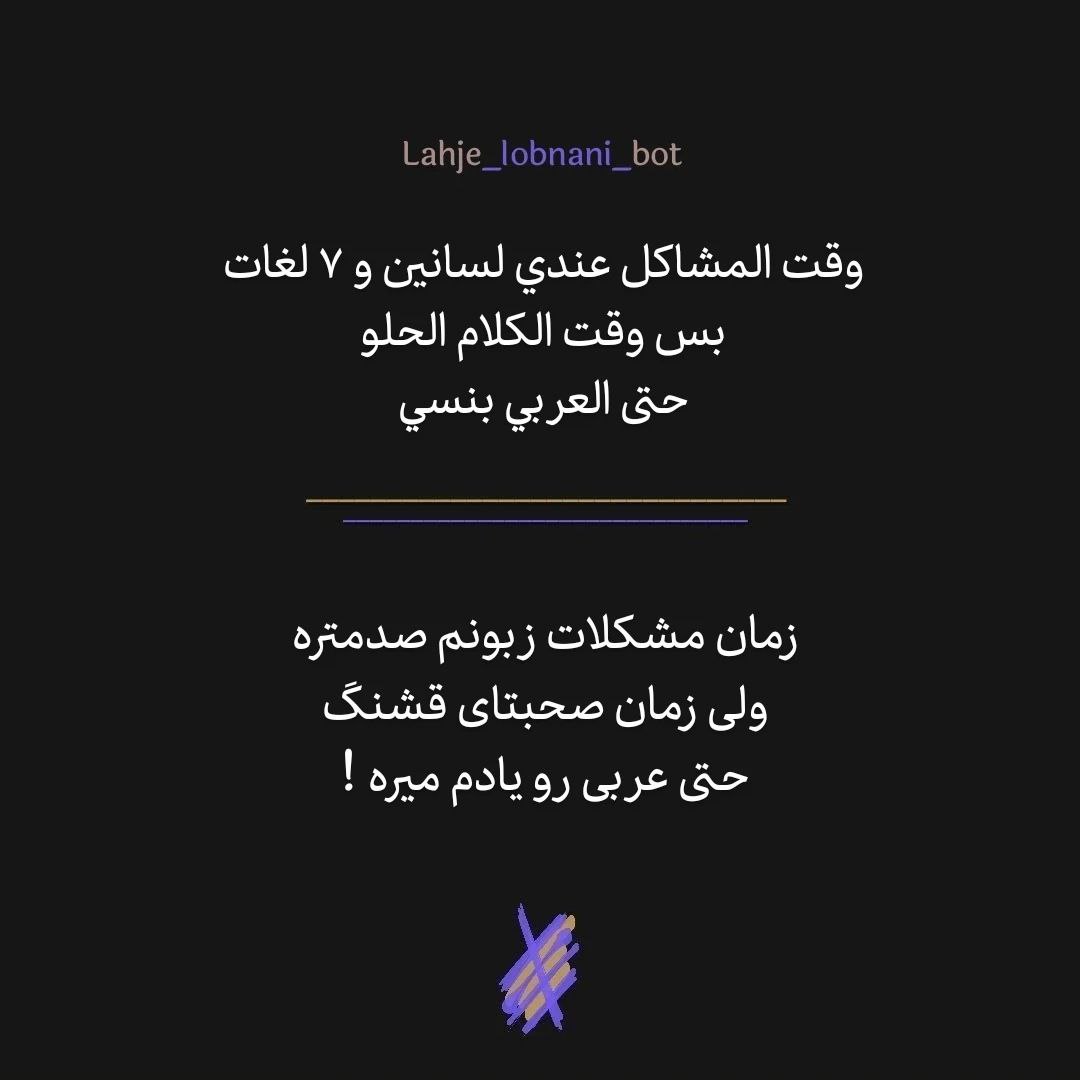 Lahje_lobnani_bot
وقت المشاكل عندي لسانين و ٧ لغات
بس وقت الكلام الحلو
حتى العربي بنسي
زمان مشکلات زبونم صدمتره
ولی زمان صحبتای قشنگ
حتی عربی رو یادم میره !